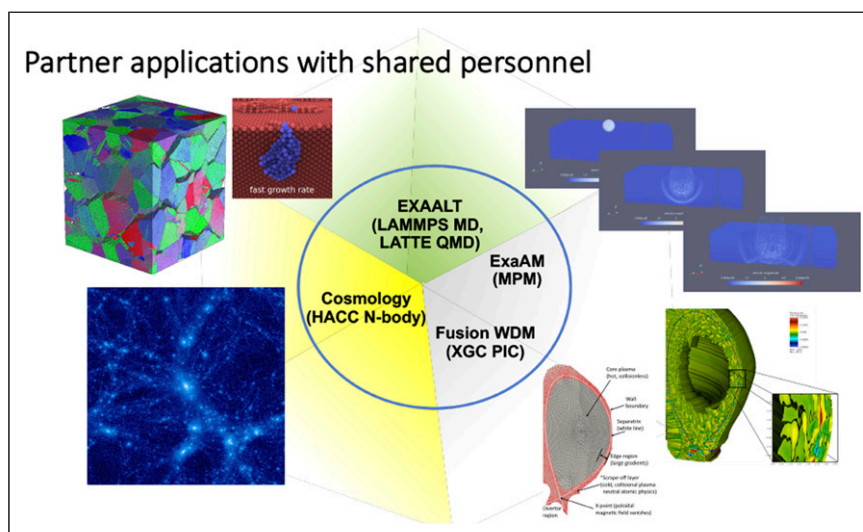 Partner applications with shared personnel
fast growth rate
EXAALT
(LAMMPS MD,
LATTE QMD)
ExaAM
(MPM)
Cosmology
(HACC N-body)
Fusion WDM
(XGC PIC)
Core plasma
(hot, collisionless)
Wall
boundary
Separatrix
(white line)
Edge region
(large gradients)
"Scrape-off layer"
(cold, collisional plasma
neutral atomic physics)
X-point (poloidal
magnetic field vanishes)
Divertor
region